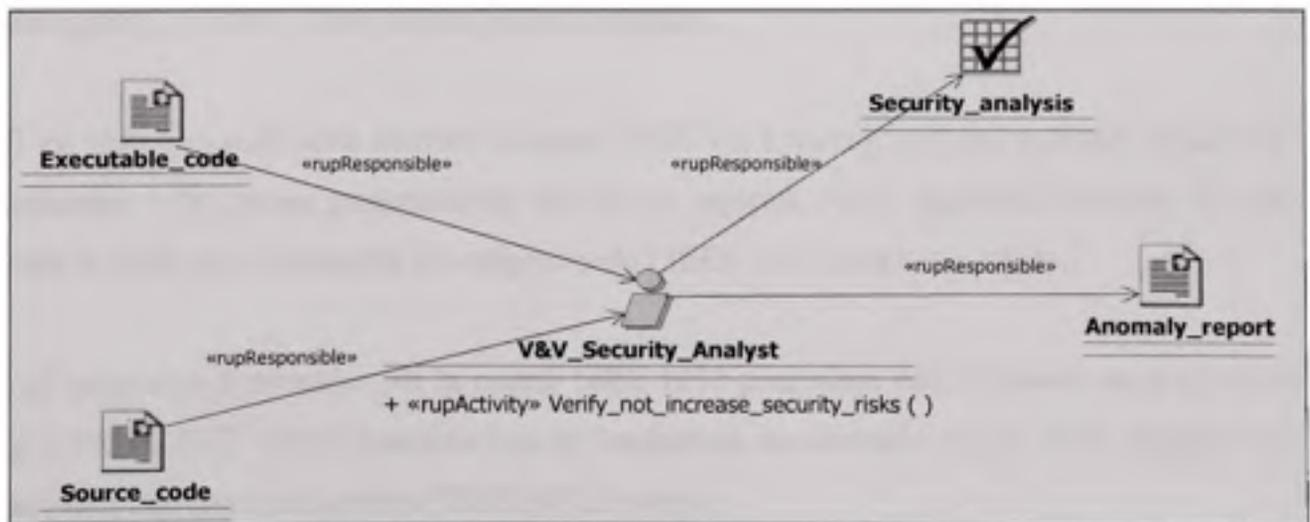 Security_analysis
Executable_code
«rupResponsible»
«rupResponsible»
«rupResponsible»
Anomaly_report
«rupResponsible»
V&V_Security_Analyst
+ «rupActivity» Verify_not_increase_security_risks ( )
Source_code